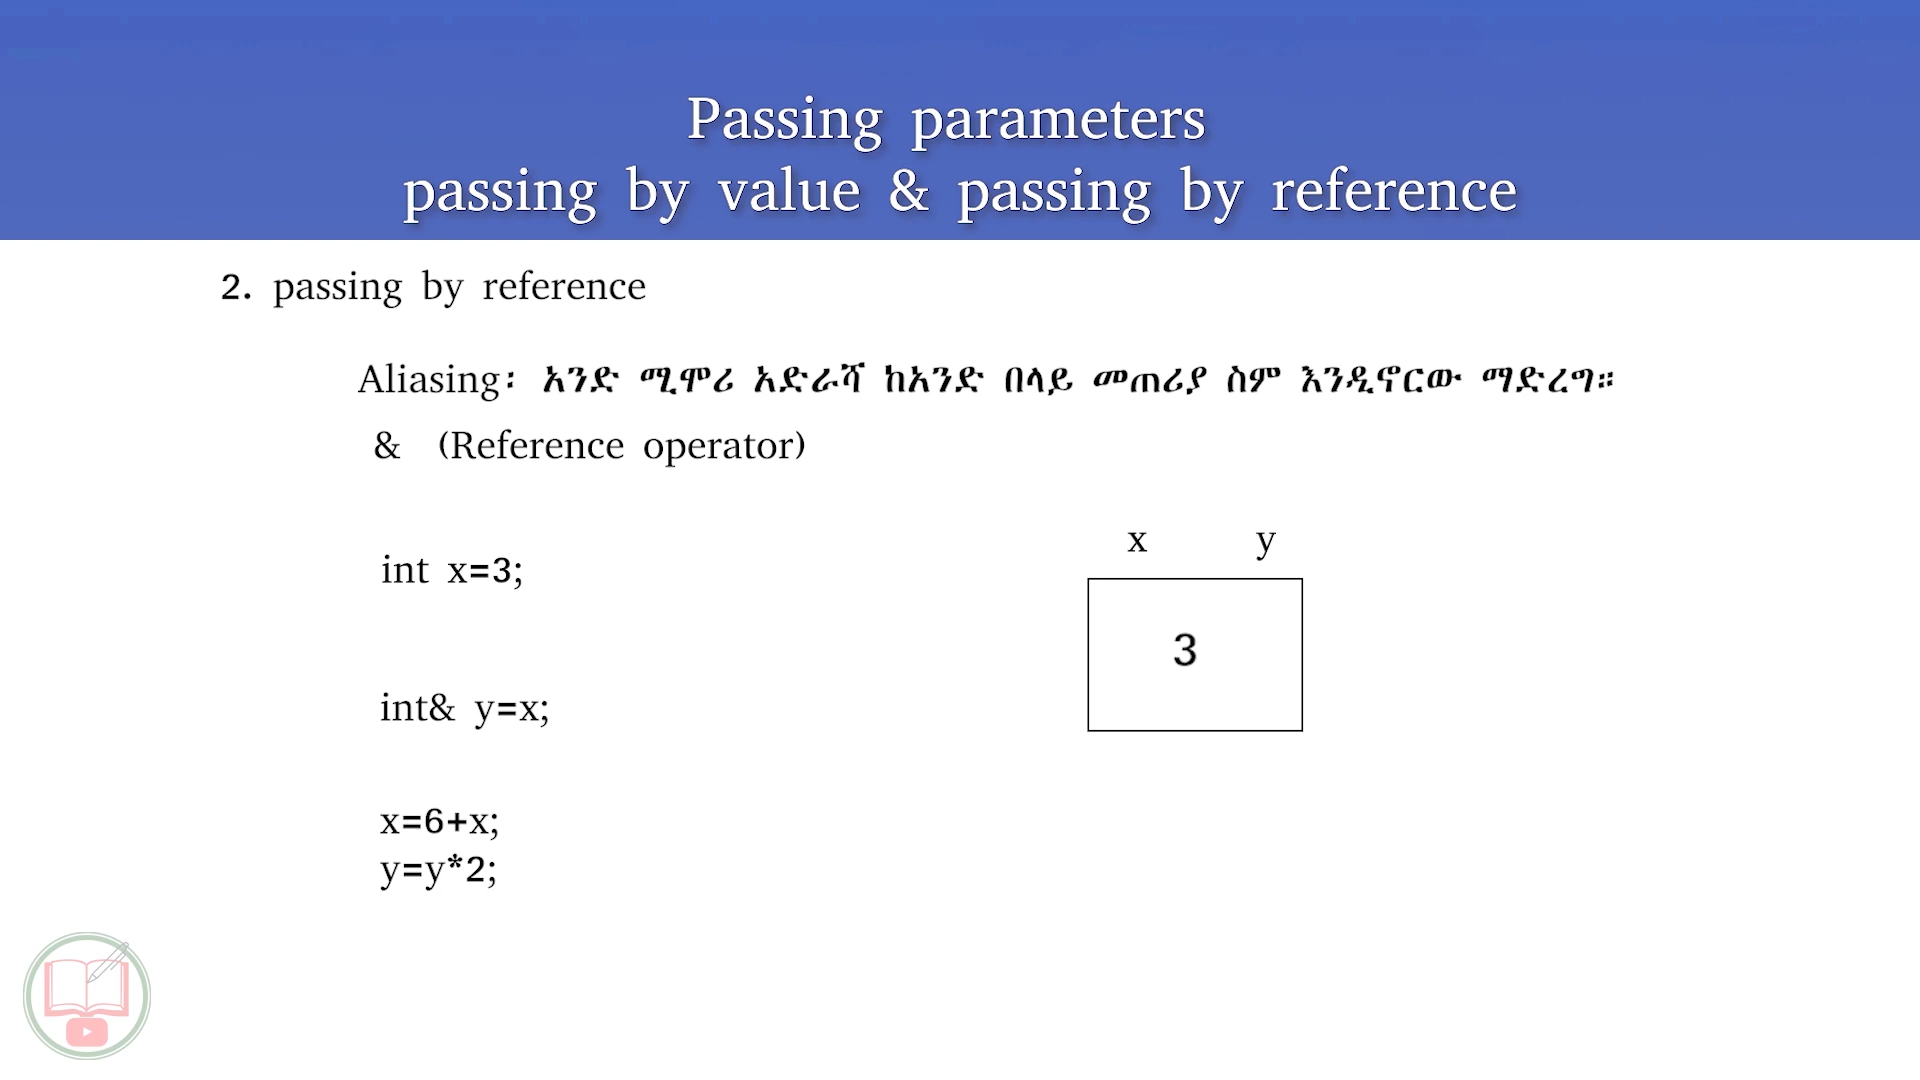 Passing parameters
passing by value & passing by reference
2. passing by reference
Aliasing፡ አንድ ሚሞሪ አድራሻ ከአንድ በላይ መጠሪያ ስም እንዲኖርው ማድረግ።
& (Reference operator)
x y
int x=3;
3
int& y=x;
x=6+x;
y=y*2;